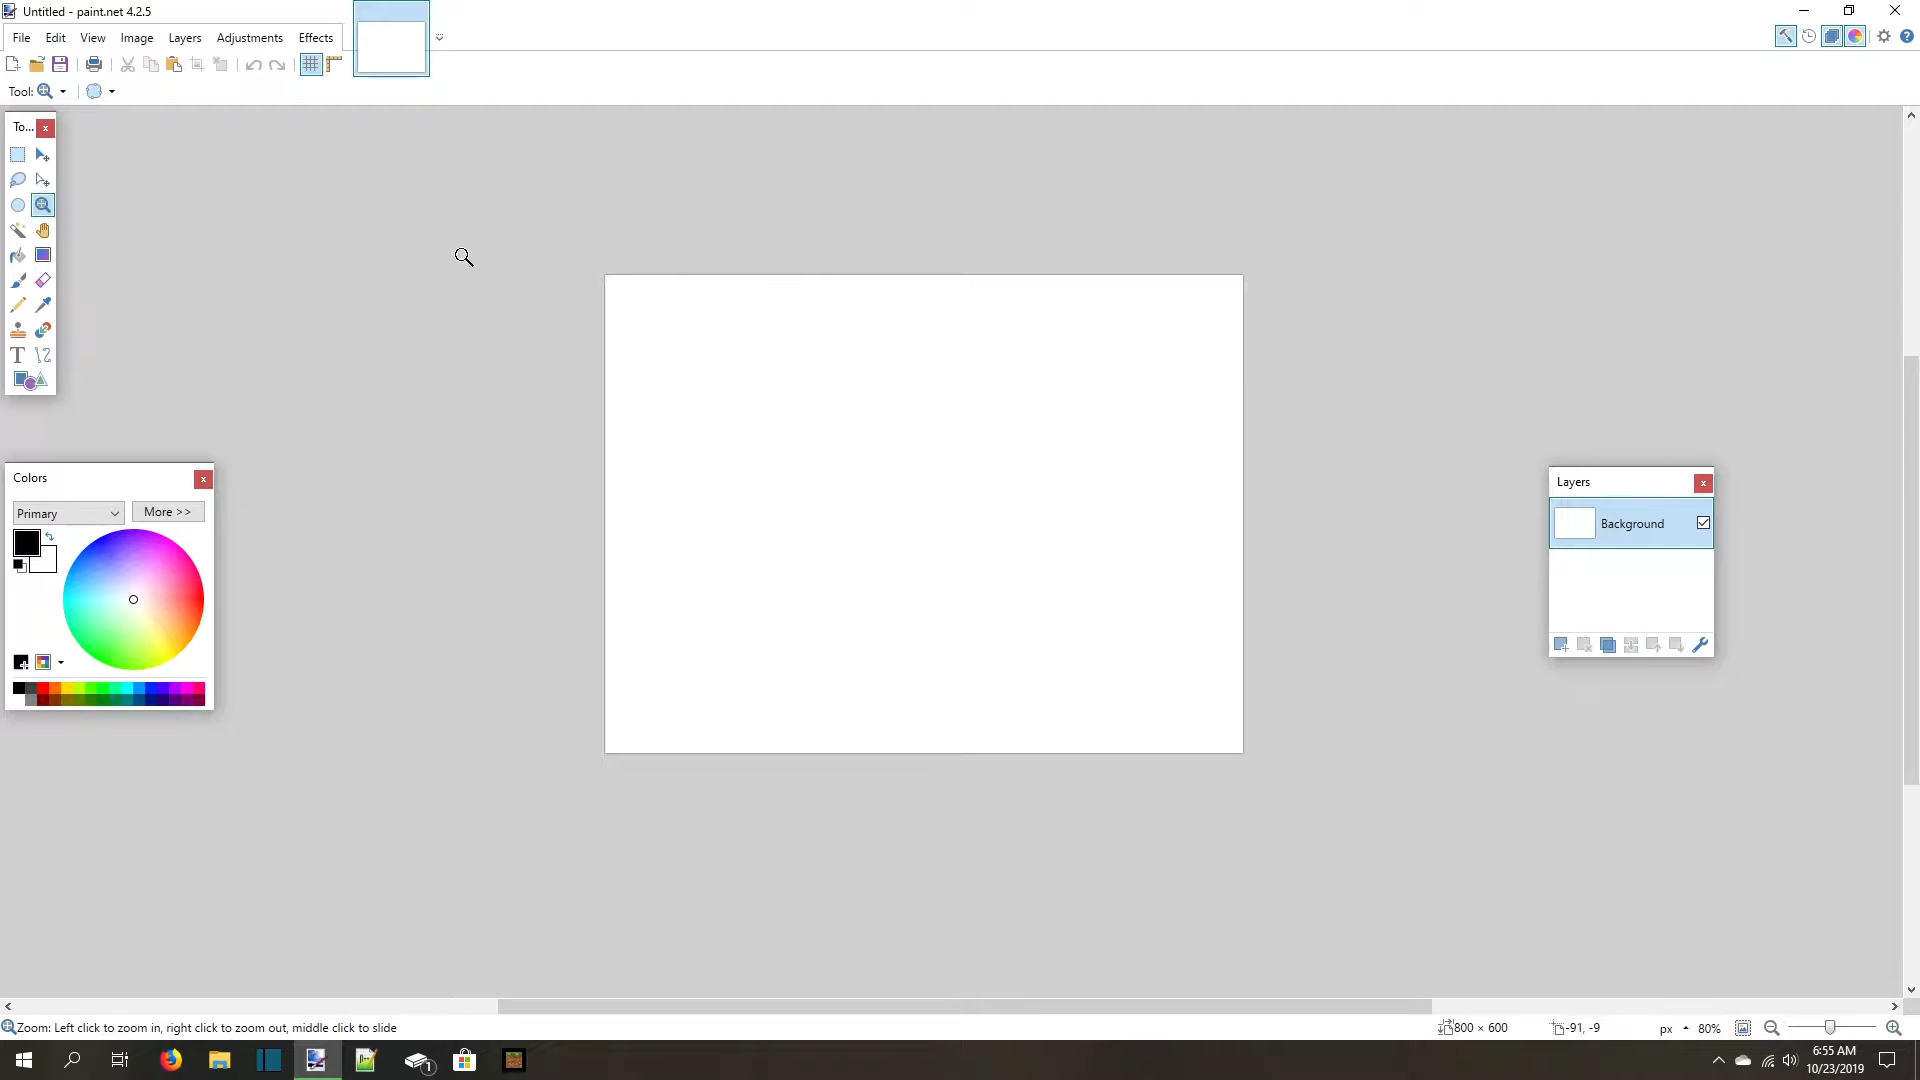 Untitled - paint.net 4.2.5
File Edit View Image Layers Adjustments Effects
Tool:
To...
Colors
Primary
More >>
Layers
Background
Zoom: Left click to zoom in, right click to zoom out, middle click to slide
800 × 600
-91, -9
px
80%
1
6:55 AM
10/23/2019